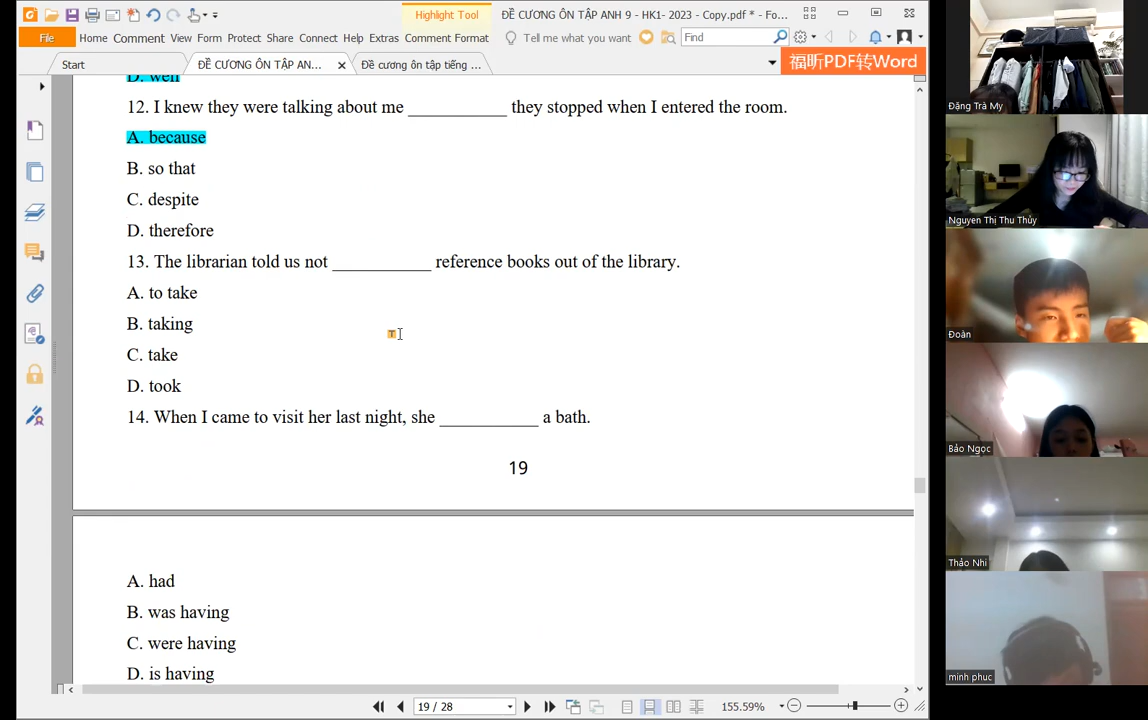 Highlight Tool
ĐỀ CƯƠNG ÔN TẬP ANH 9 - HK1- 2023 - Copy.pdf * - Fo...
File Home Comment View Form Protect Share Connect Help Extras Comment Format Tell me what you want Find
Start ĐỀ CƯƠNG ÔN TẬP AN... Đề cương ôn tập tiếng ... 福昕PDF转Word
D. well
12. I knew they were talking about me ___________ they stopped when I entered the room.
A. because
B. so that
C. despite
D. therefore
13. The librarian told us not ___________ reference books out of the library.
A. to take
B. taking
C. take
D. took
14. When I came to visit her last night, she ___________ a bath.
19
A. had
B. was having
C. were having
D. is having
19 / 28
155.59%
Đặng Trà My
Nguyen Thị Thu Thủy
Đoàn
Bảo Ngọc
Thảo Nhi
minh phuc